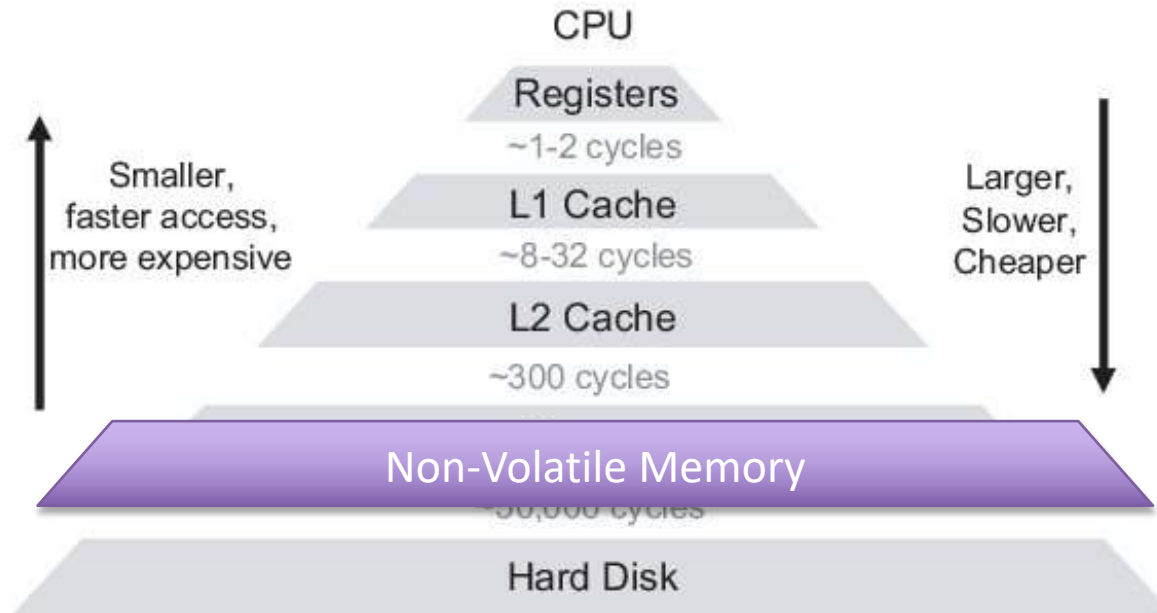 CPU
Registers
~1-2 cycles
Smaller,
faster access,
more expensive
L1 Cache
~8-32 cycles
Larger,
Slower,
Cheaper
L2 Cache
~300 cycles
Non-Volatile Memory
cycles
Hard Disk